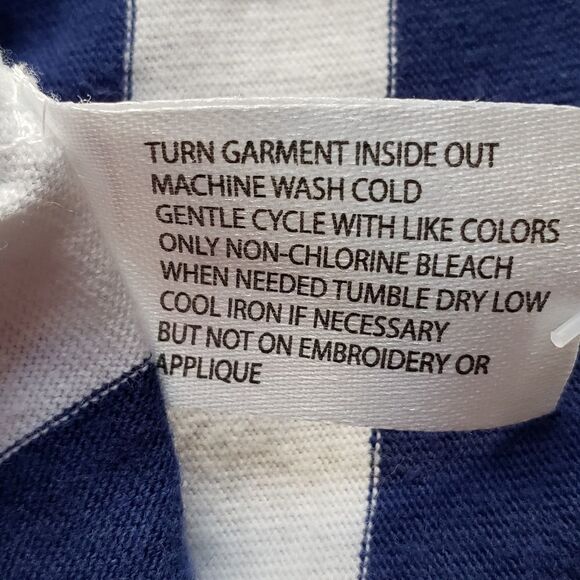 TURN GARMENT INSIDE OUT
MACHINE WASH COLD
GENTLE CYCLE WITH LIKE COLORS
ONLY NON-CHLORINE BLEACH
WHEN NEEDED TUMBLE DRY LOW
COOL IRON IF NECESSARY
BUT NOT ON EMBROIDERY OR
APPLIQUE